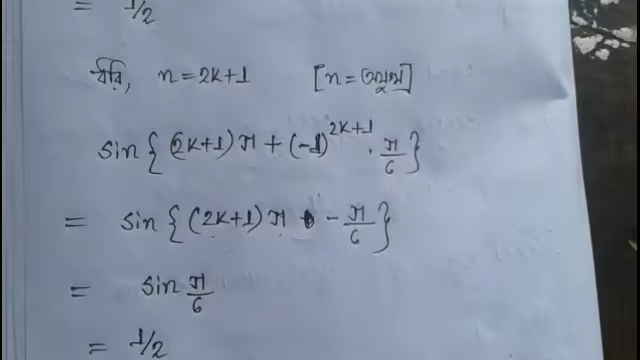 = 1/2
ধরি, n = 2K+1 [n = অযুগ্ম]
sin{(2K+1)π + (-1)^{2K+1} · π/6}
= sin{(2K+1)π - π/6}
= sin π/6
= 1/2